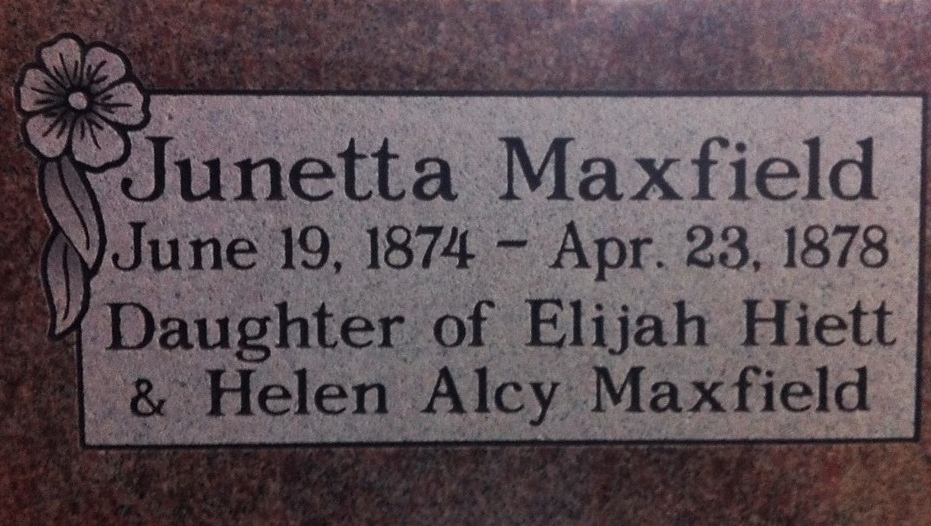 Junetta Maxfield
June 19, 1874 - Apr. 23, 1878
Daughter of Elijah Hiett
& Helen Alcy Maxfield